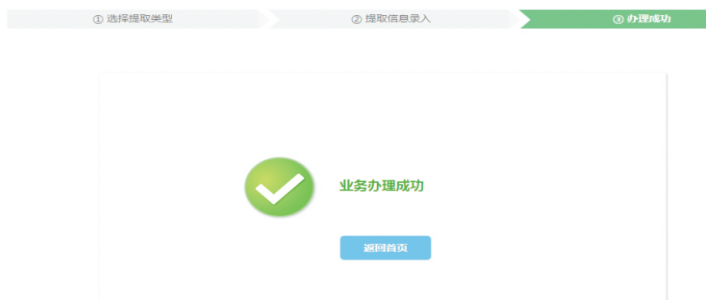 ① 选择提取类型
② 提取信息录入
③ 办理成功
业务办理成功
返回首页